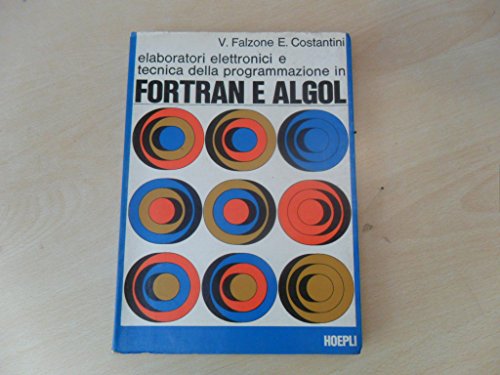 V. Falzone E. Costantini
elaboratori elettronici e
tecnica della programmazione in
FORTRAN E ALGOL
HOEPLI